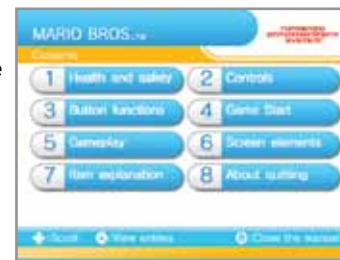 e
MARIO BROS.™
Contents
1 Health and safety
2 Controls
3 Button functions
4 Game Start
5 Gameplay
6 Screen elements
7 Item explanation
8 About quitting
Scroll View entries Close the manual